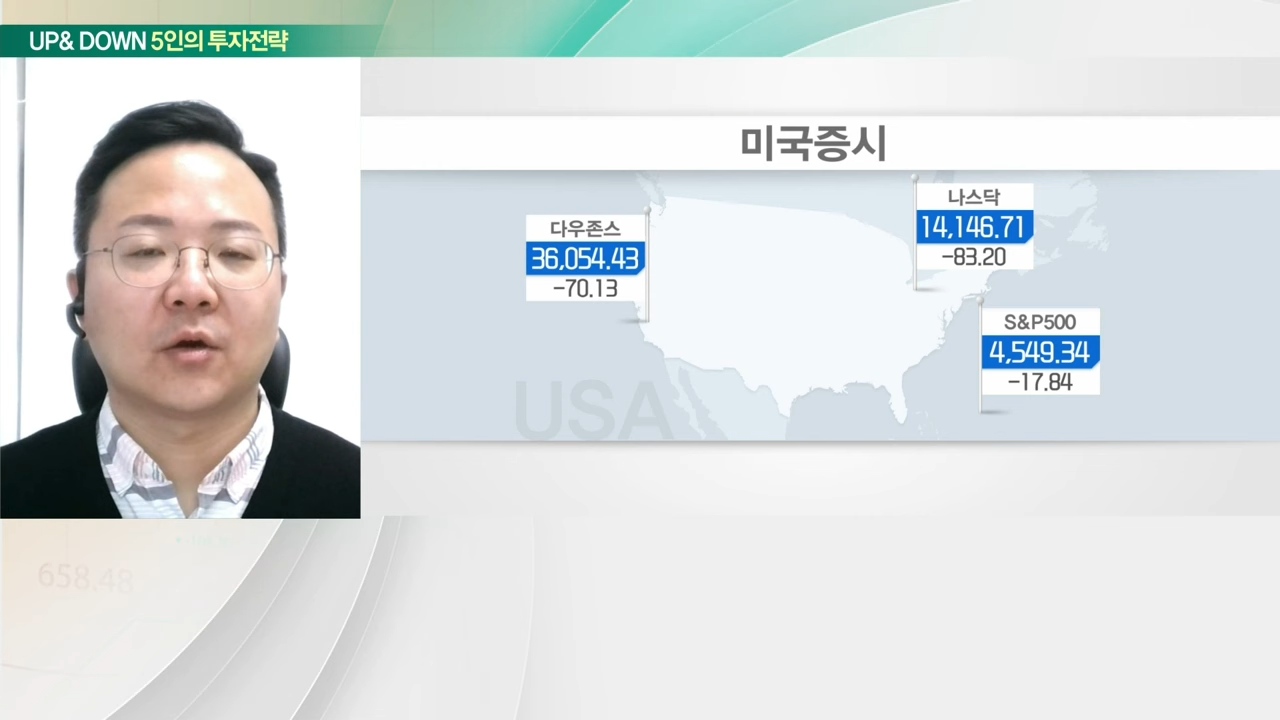 UP& DOWN 5인의 투자전략
미국증시
다우존스
36,054.43
-70.13
나스닥
14,146.71
-83.20
S&P500
4,549.34
-17.84
USA
658.48